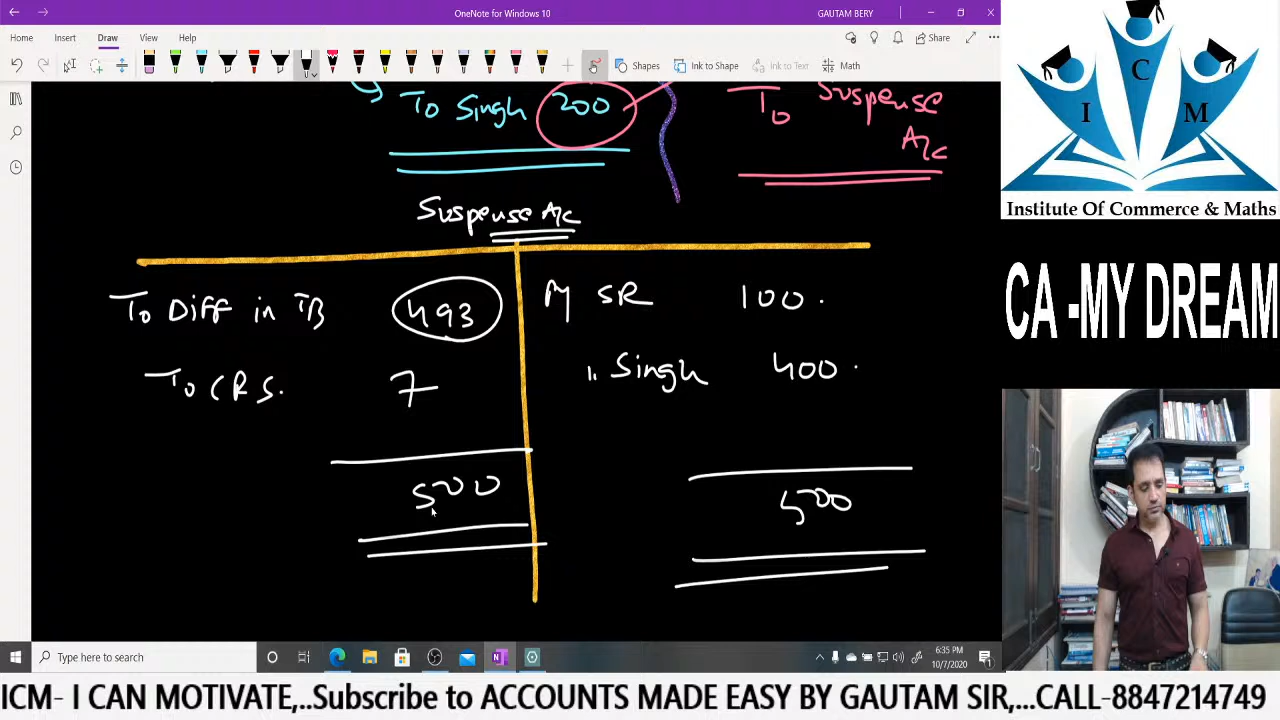 OneNote for Windows 10
GAUTAM BERY
Home Insert Draw View Help
Share
Shapes Ink to Shape Ink to Text Math
To Singh 200
To Suspense
A/c
Suspense A/c
To Diff in TB 493
By SR 100.
To CRS. 7
,, Singh 400.
500
500
I C M
Institute Of Commerce & Maths
CA -MY DREAM
Type here to search
6:35 PM
10/7/2020
1
ICM- I CAN MOTIVATE,..Subscribe to ACCOUNTS MADE EASY BY GAUTAM SIR,...CALL-8847214749